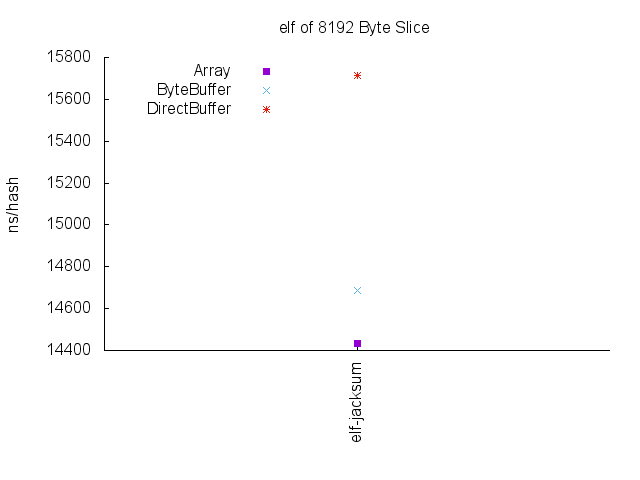 elf of 8192 Byte Slice
15800
Array
ByteBuffer
15600
DirectBuffer
15400
15200
ns/hash
15000
14800
14600
14400
elf-jacksum